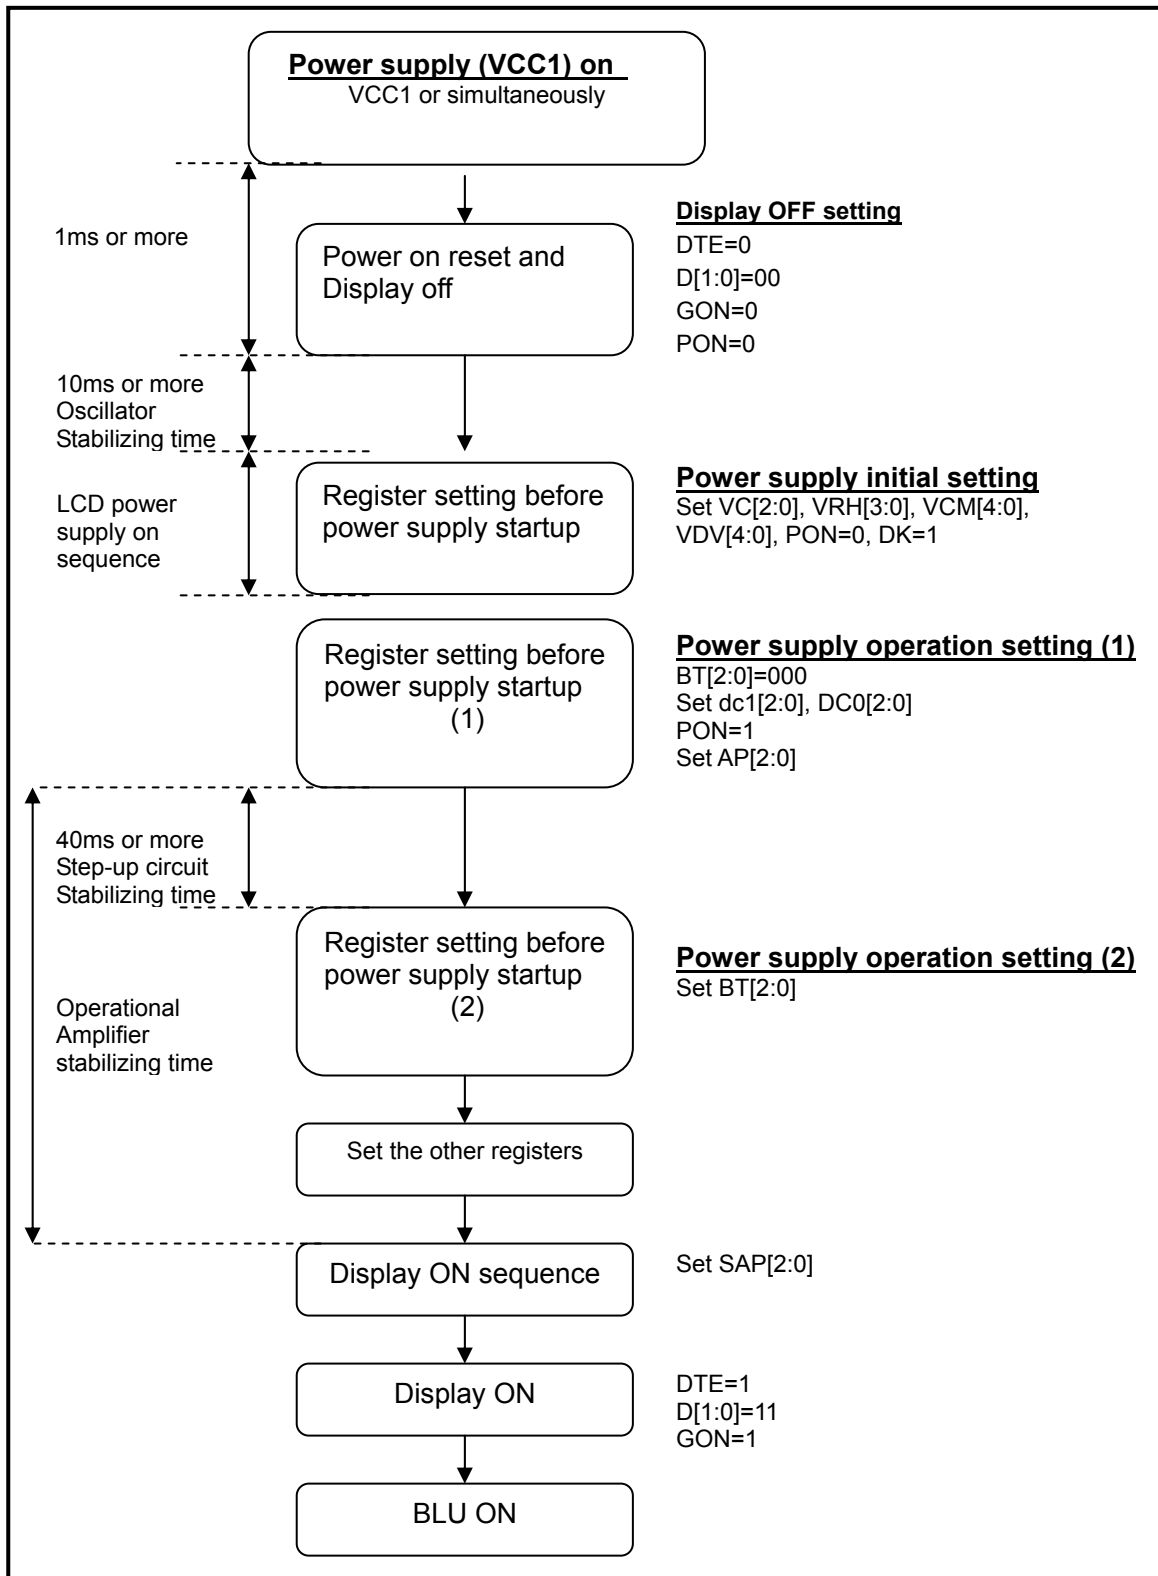 Power supply (VCC1) on
VCC1 or simultaneously
1ms or more
Power on reset and
Display off
Display OFF setting
DTE=0
D[1:0]=00
GON=0
PON=0
10ms or more
Oscillator
Stabilizing time
LCD power
supply on
sequence
Register setting before
power supply startup
Power supply initial setting
Set VC[2:0], VRH[3:0], VCM[4:0],
VDV[4:0], PON=0, DK=1
Register setting before
power supply startup
(1)
Power supply operation setting (1)
BT[2:0]=000
Set dc1[2:0], DC0[2:0]
PON=1
Set AP[2:0]
40ms or more
Step-up circuit
Stabilizing time
Register setting before
power supply startup
(2)
Power supply operation setting (2)
Set BT[2:0]
Operational
Amplifier
stabilizing time
Set the other registers
Display ON sequence
Set SAP[2:0]
Display ON
DTE=1
D[1:0]=11
GON=1
BLU ON